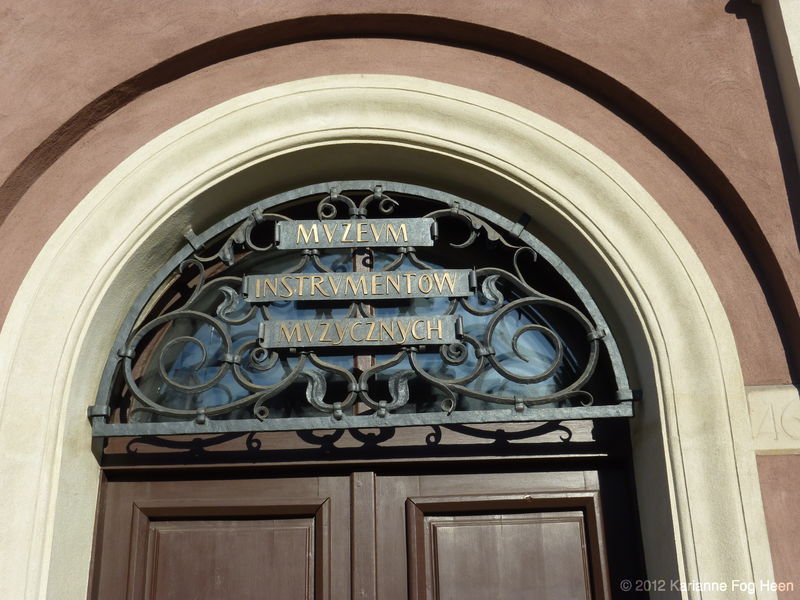 MVZEVM
INSTRVMENTÓW
MVZYCZNYCH
© 2012 Karianne Fog Heen